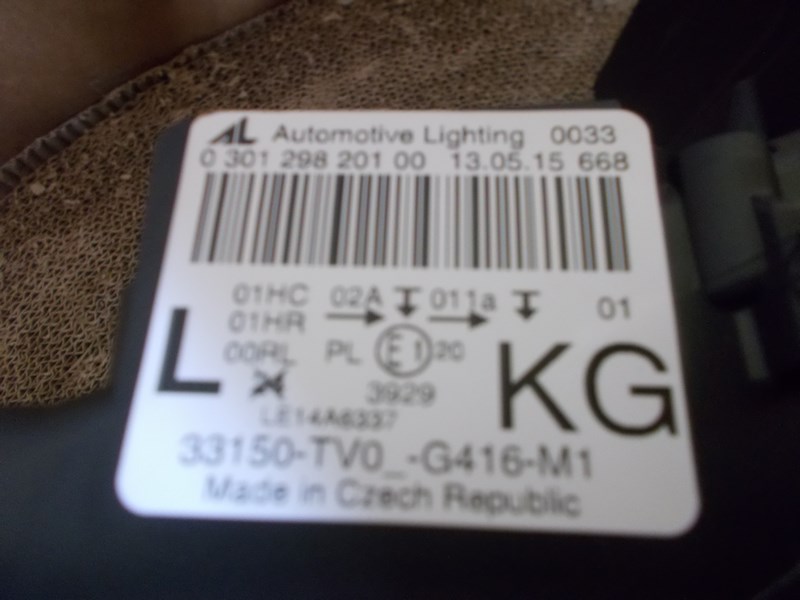 AL Automotive Lighting 0033
0 301 298 201 00 13.05.15 668
01HC 02A 011a 01
01HR
00RL PL E1 20
L KG
3929
LE14A6337
33150-TV0_-G416-M1
Made in Czech Republic